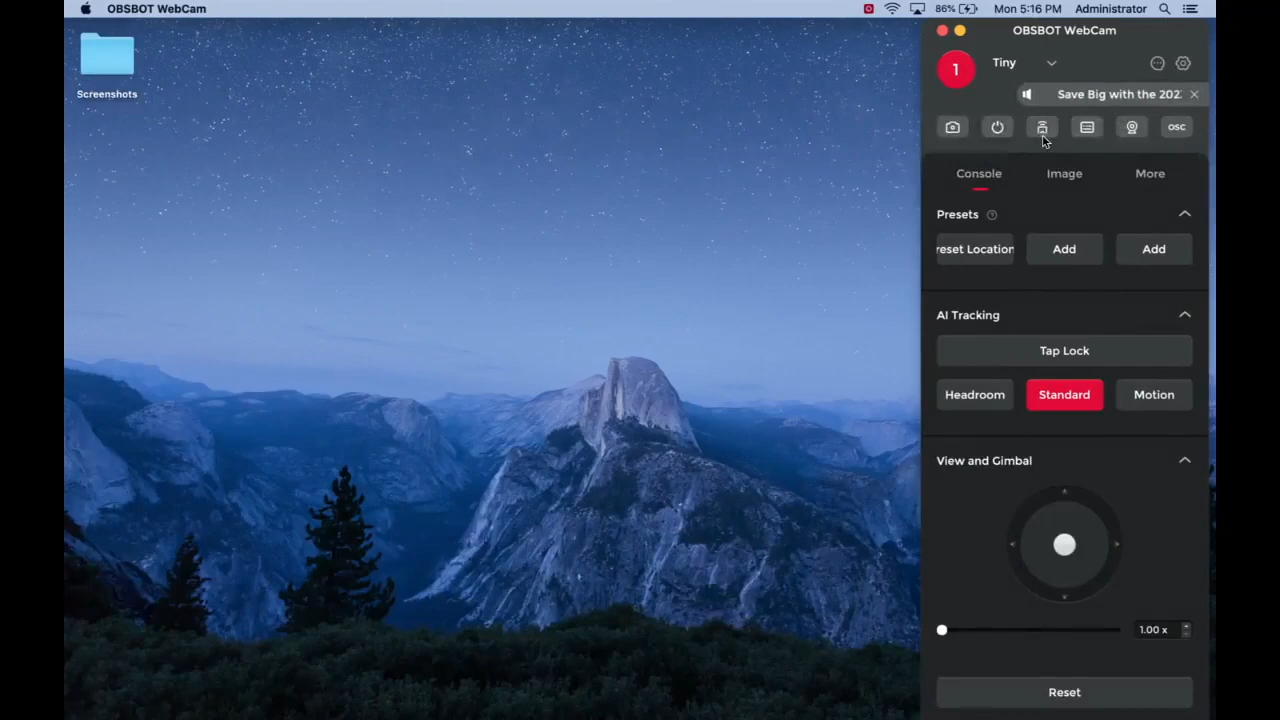 OBSBOT WebCam
86%
Mon 5:16 PM
Administrator
Screenshots
OBSBOT WebCam
1
Tiny
Save Big with the 202
OSC
Console
Image
More
Presets
reset Location
Add
Add
AI Tracking
Tap Lock
Headroom
Standard
Motion
View and Gimbal
1.00 x
Reset